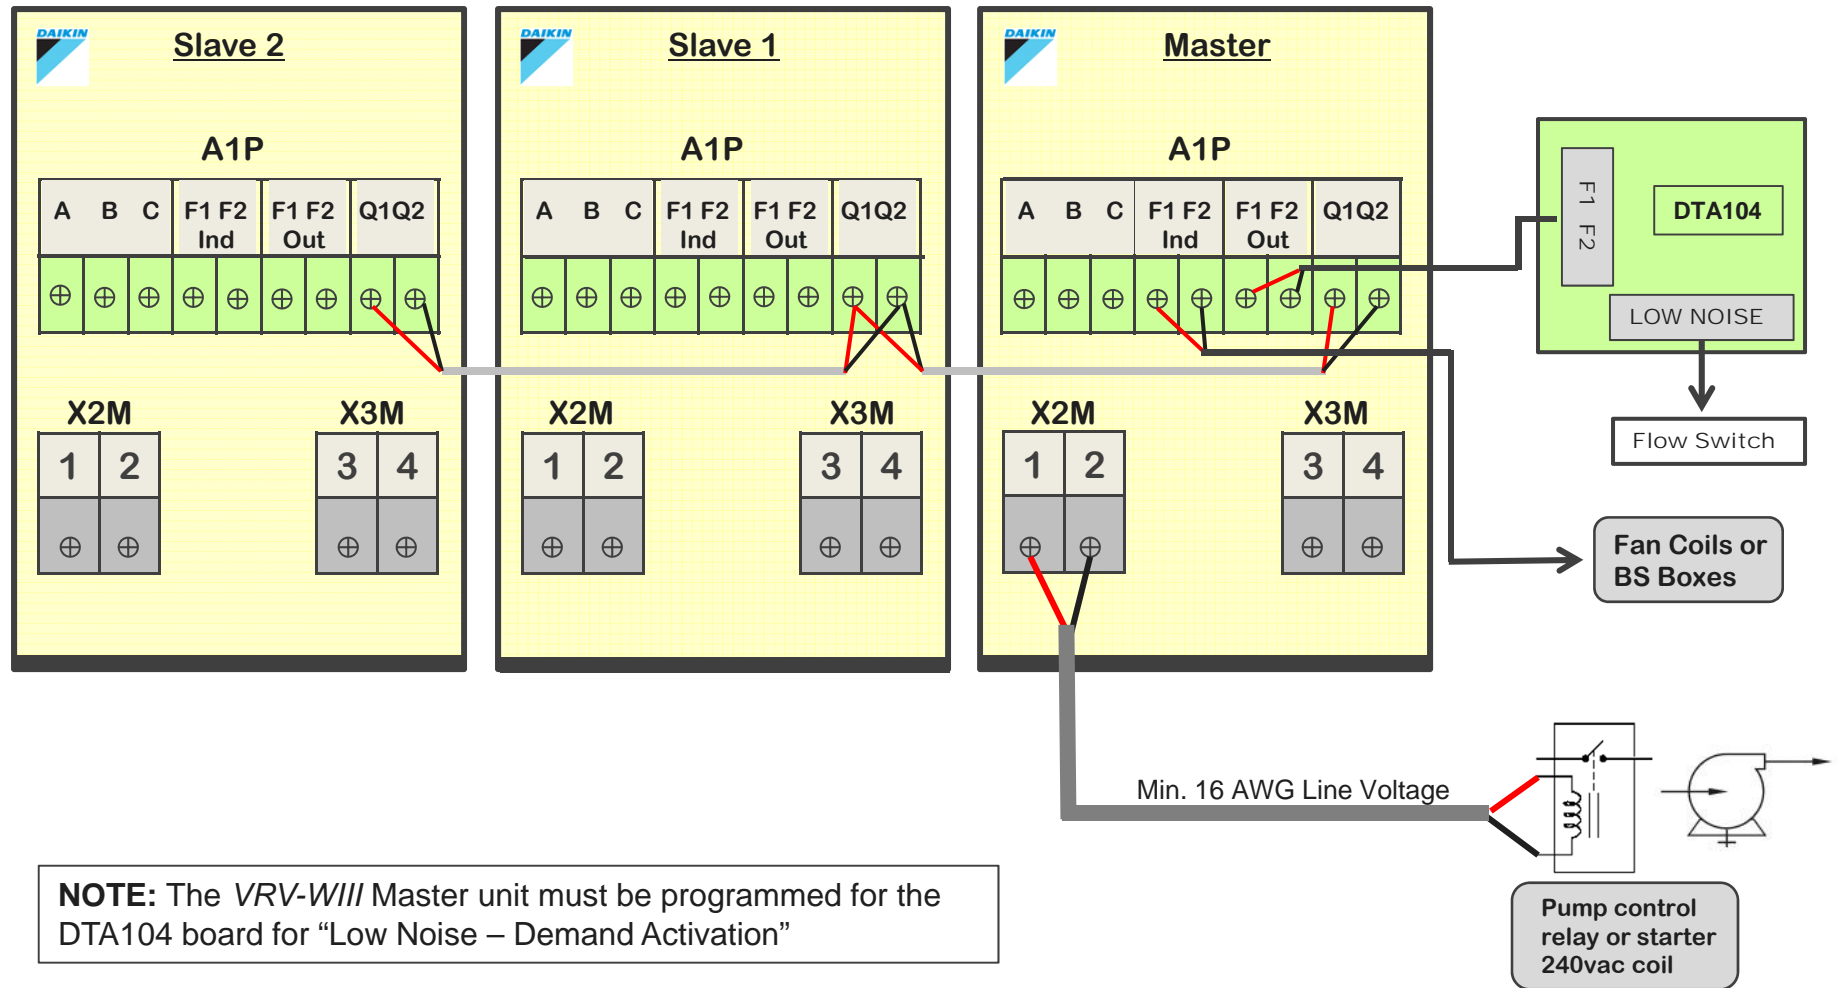 DAIKIN
Slave 2
A1P
A B C F1 F2 F1 F2 Q1Q2
Ind Out
X2M X3M
1 2 3 4
DAIKIN
Slave 1
A1P
A B C F1 F2 F1 F2 Q1Q2
Ind Out
X2M X3M
1 2 3 4
DAIKIN
Master
A1P
A B C F1 F2 F1 F2 Q1Q2
Ind Out
X2M X3M
1 2 3 4
F1 F2
DTA104
LOW NOISE
Flow Switch
Fan Coils or
BS Boxes
Min. 16 AWG Line Voltage
Pump control
relay or starter
240vac coil
NOTE: The VRV-WIII Master unit must be programmed for the
DTA104 board for “Low Noise – Demand Activation”